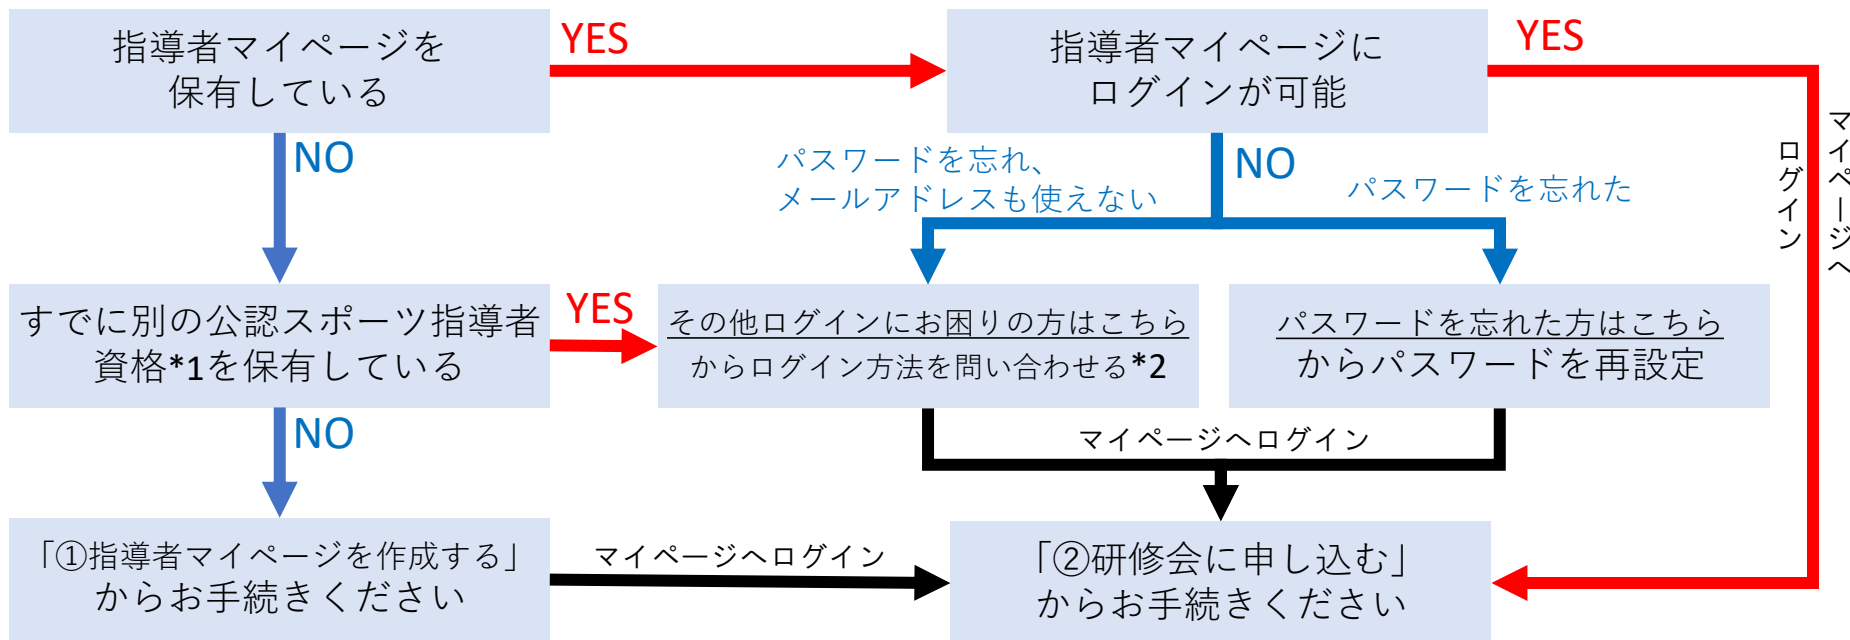 指導者マイページを
保有している
YES
指導者マイページに
ログインが可能
YES
マイページへ
ログイン
NO
パスワードを忘れ、
メールアドレスも使えない
NO
パスワードを忘れた
すでに別の公認スポーツ指導者
資格*1を保有している
YES
その他ログインにお困りの方はこちら
からログイン方法を問い合わせる*2
パスワードを忘れた方はこちら
からパスワードを再設定
NO
マイページへログイン
「①指導者マイページを作成する」
からお手続きください
マイページへログイン
「②研修会に申し込む」
からお手続きください